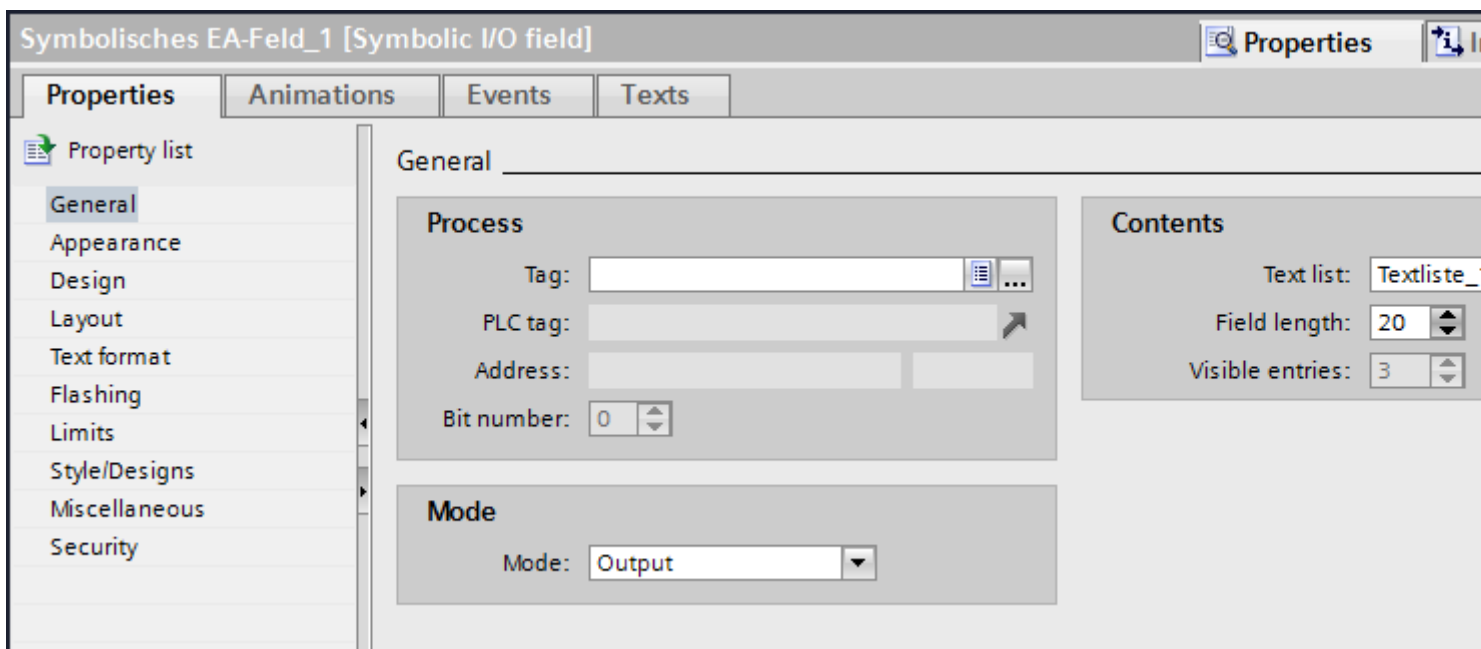 Symbolisches EA-Feld_1 [Symbolic I/O field]
Properties
Properties
Animations
Events
Texts
Property list
General
Appearance
Design
Layout
Text format
Flashing
Limits
Style/Designs
Miscellaneous
Security
General
Process
Tag:
...
PLC tag:
Address:
Bit number: 0
Mode
Mode: Output
Contents
Text list: Textliste_
Field length: 20
Visible entries: 3